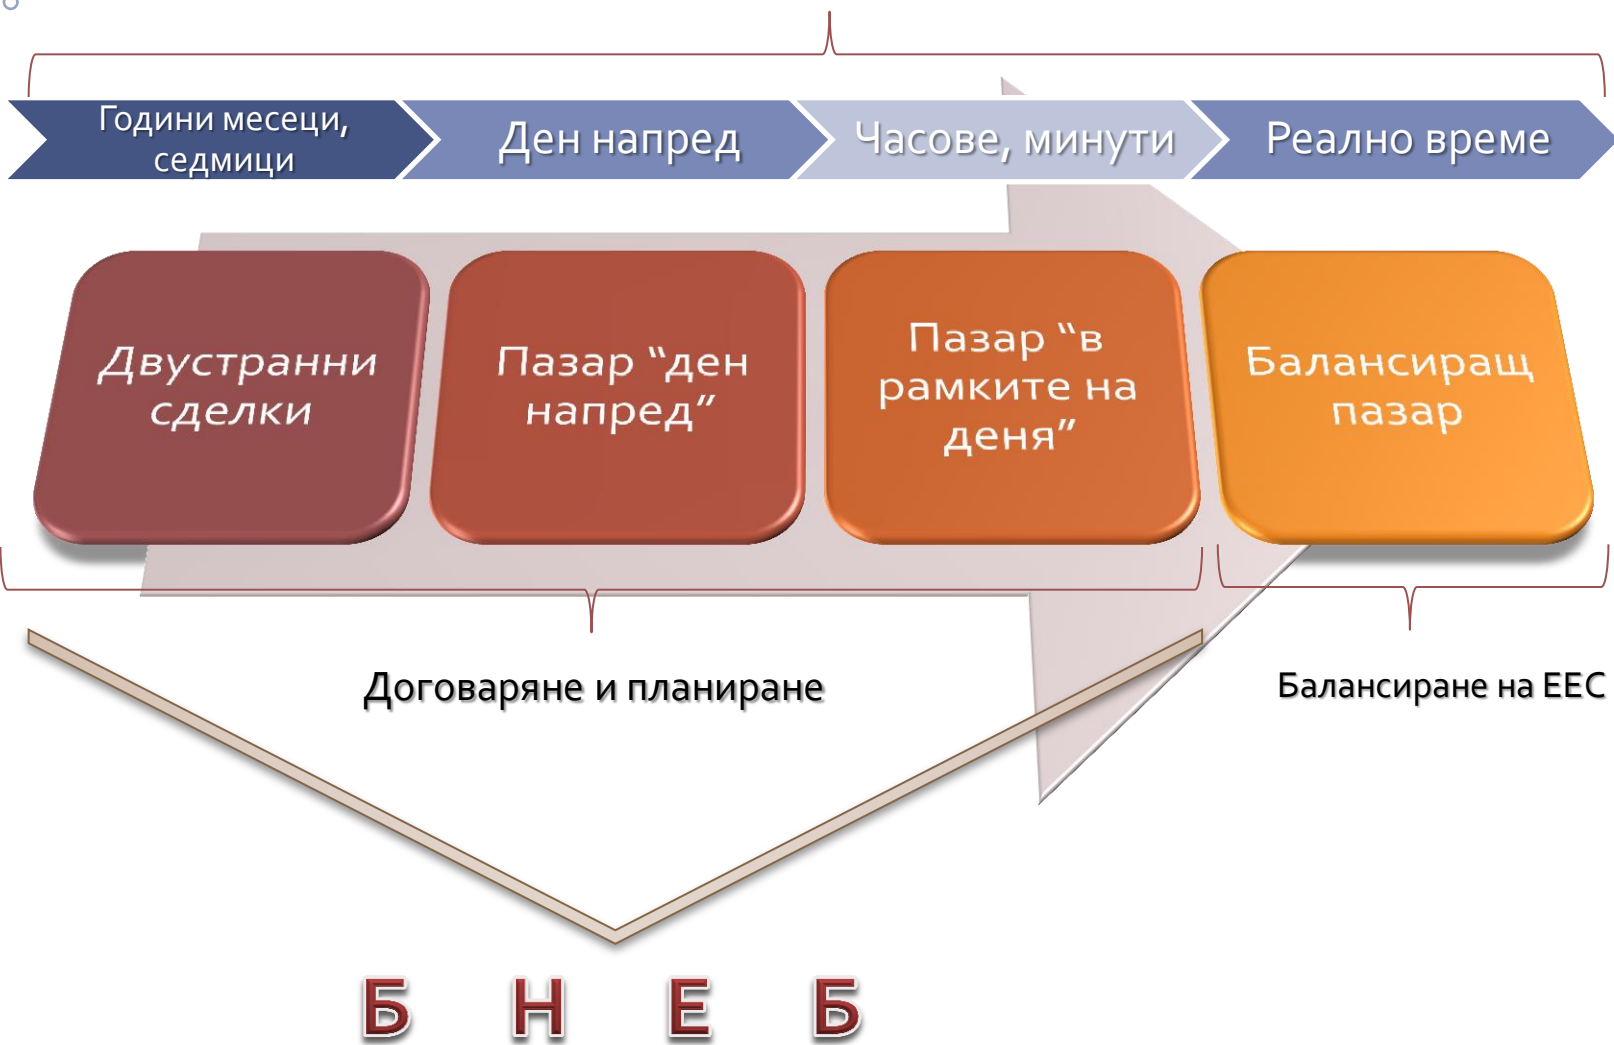 Години месеци,
седмици
Ден напред
Часове, минути
Реално време
Двустранни
сделки
Пазар “ден
напред”
Пазар “в
рамките на
деня”
Балансиращ
пазар
Договаряне и планиране
Балансиране на ЕЕС
Б Н Е Б